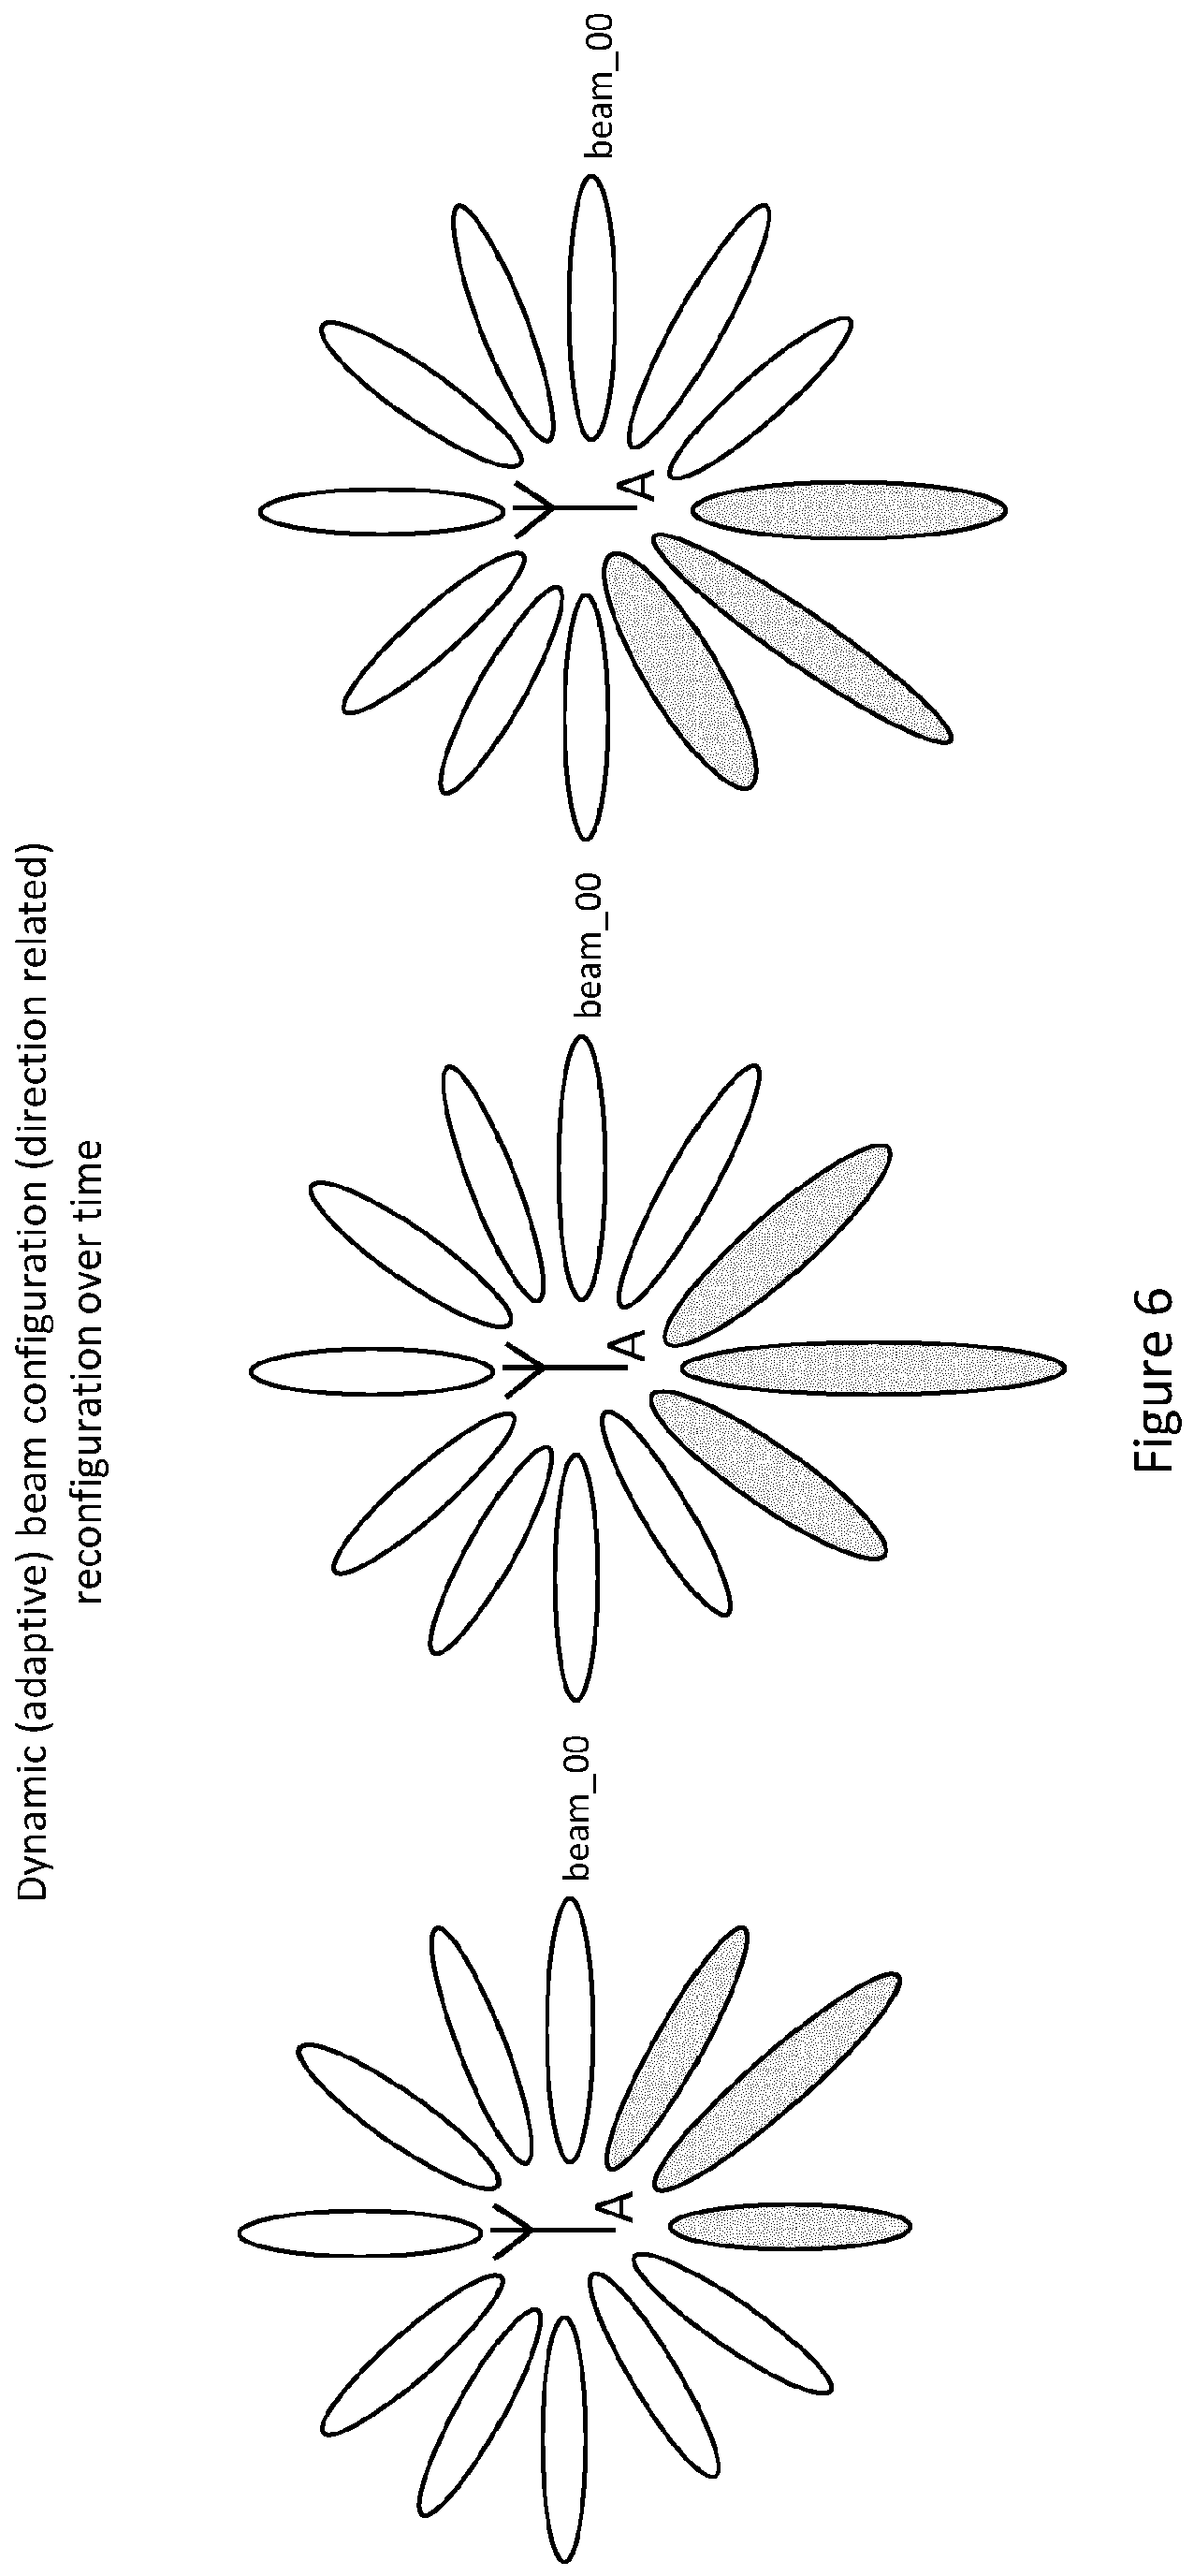 Dynamic (adaptive) beam configuration (direction related)
reconfiguration over time
beam_00
A
beam_00
A
beam_00
A
Figure 6